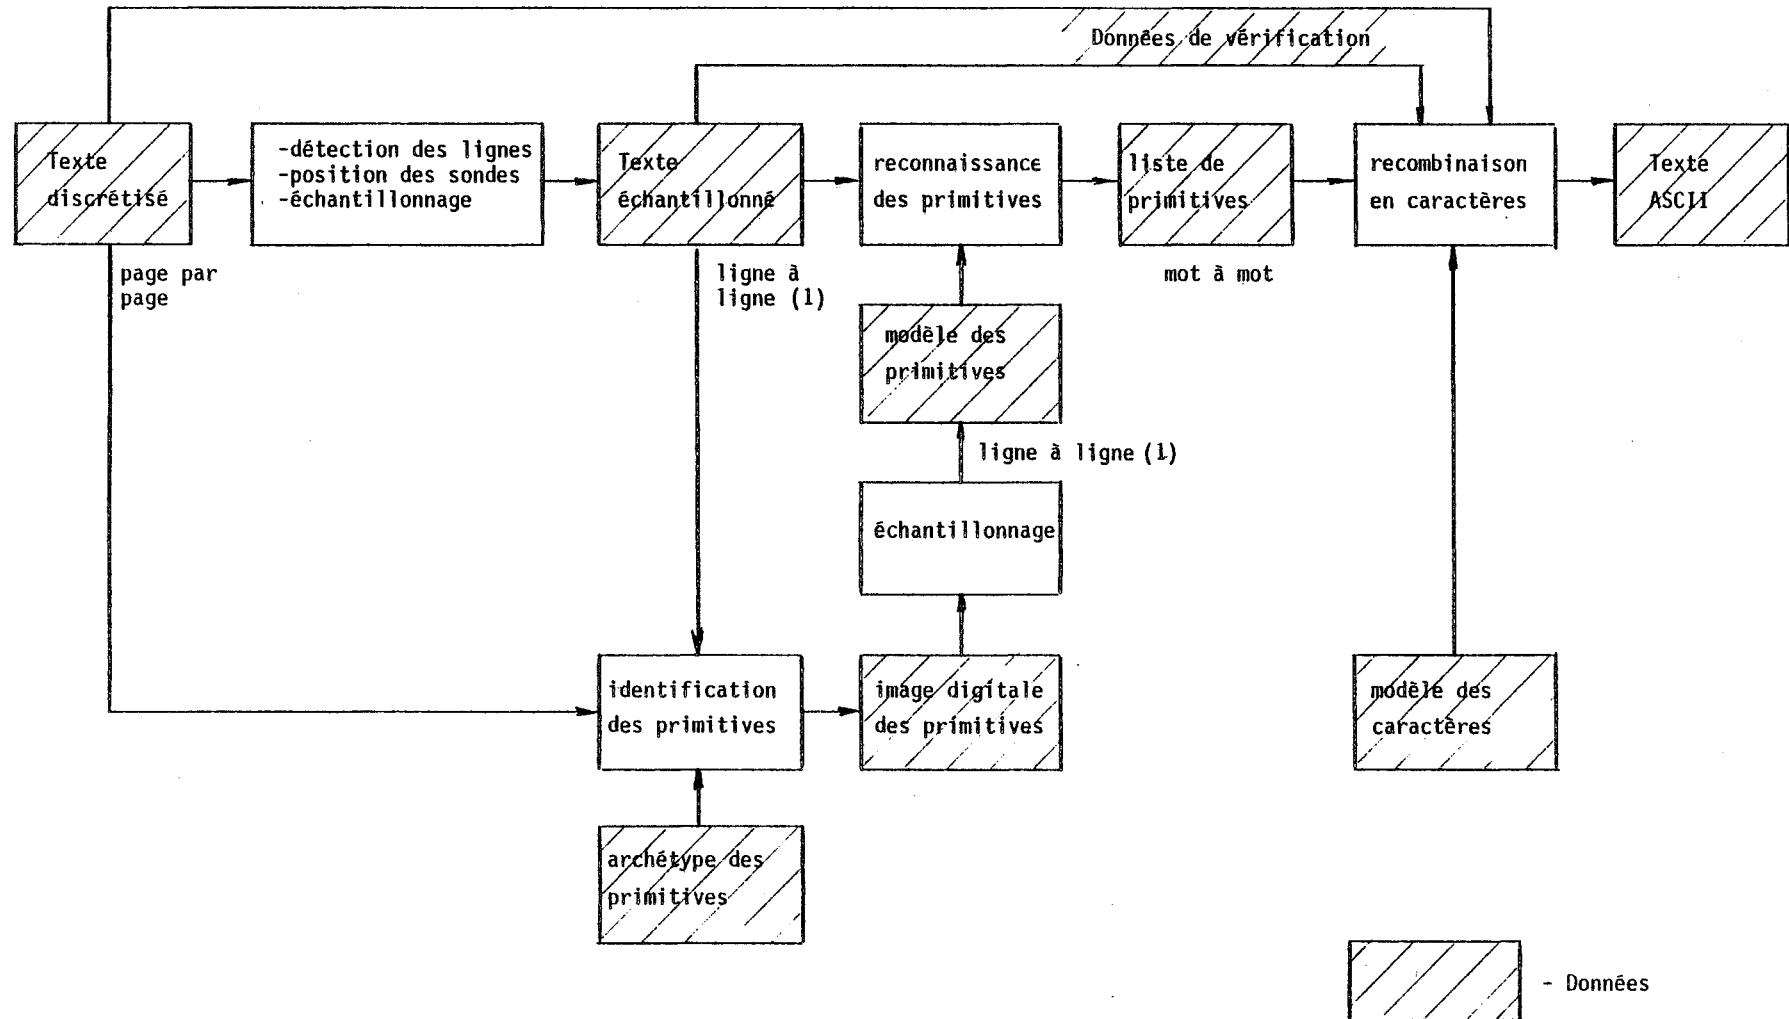 Données de vérification
Texte
discrétisé
-détection des lignes
-position des sondes
-échantillonnage
Texte
échantillonné
reconnaissance
des primitives
liste de
primitives
recombinaison
en caractères
Texte
ASCII
page par
page
ligne à
ligne (1)
mot à mot
modèle des
primitives
ligne à ligne (1)
échantillonnage
identification
des primitives
image digitale
des primitives
modèle des
caractères
archétype des
primitives
- Données